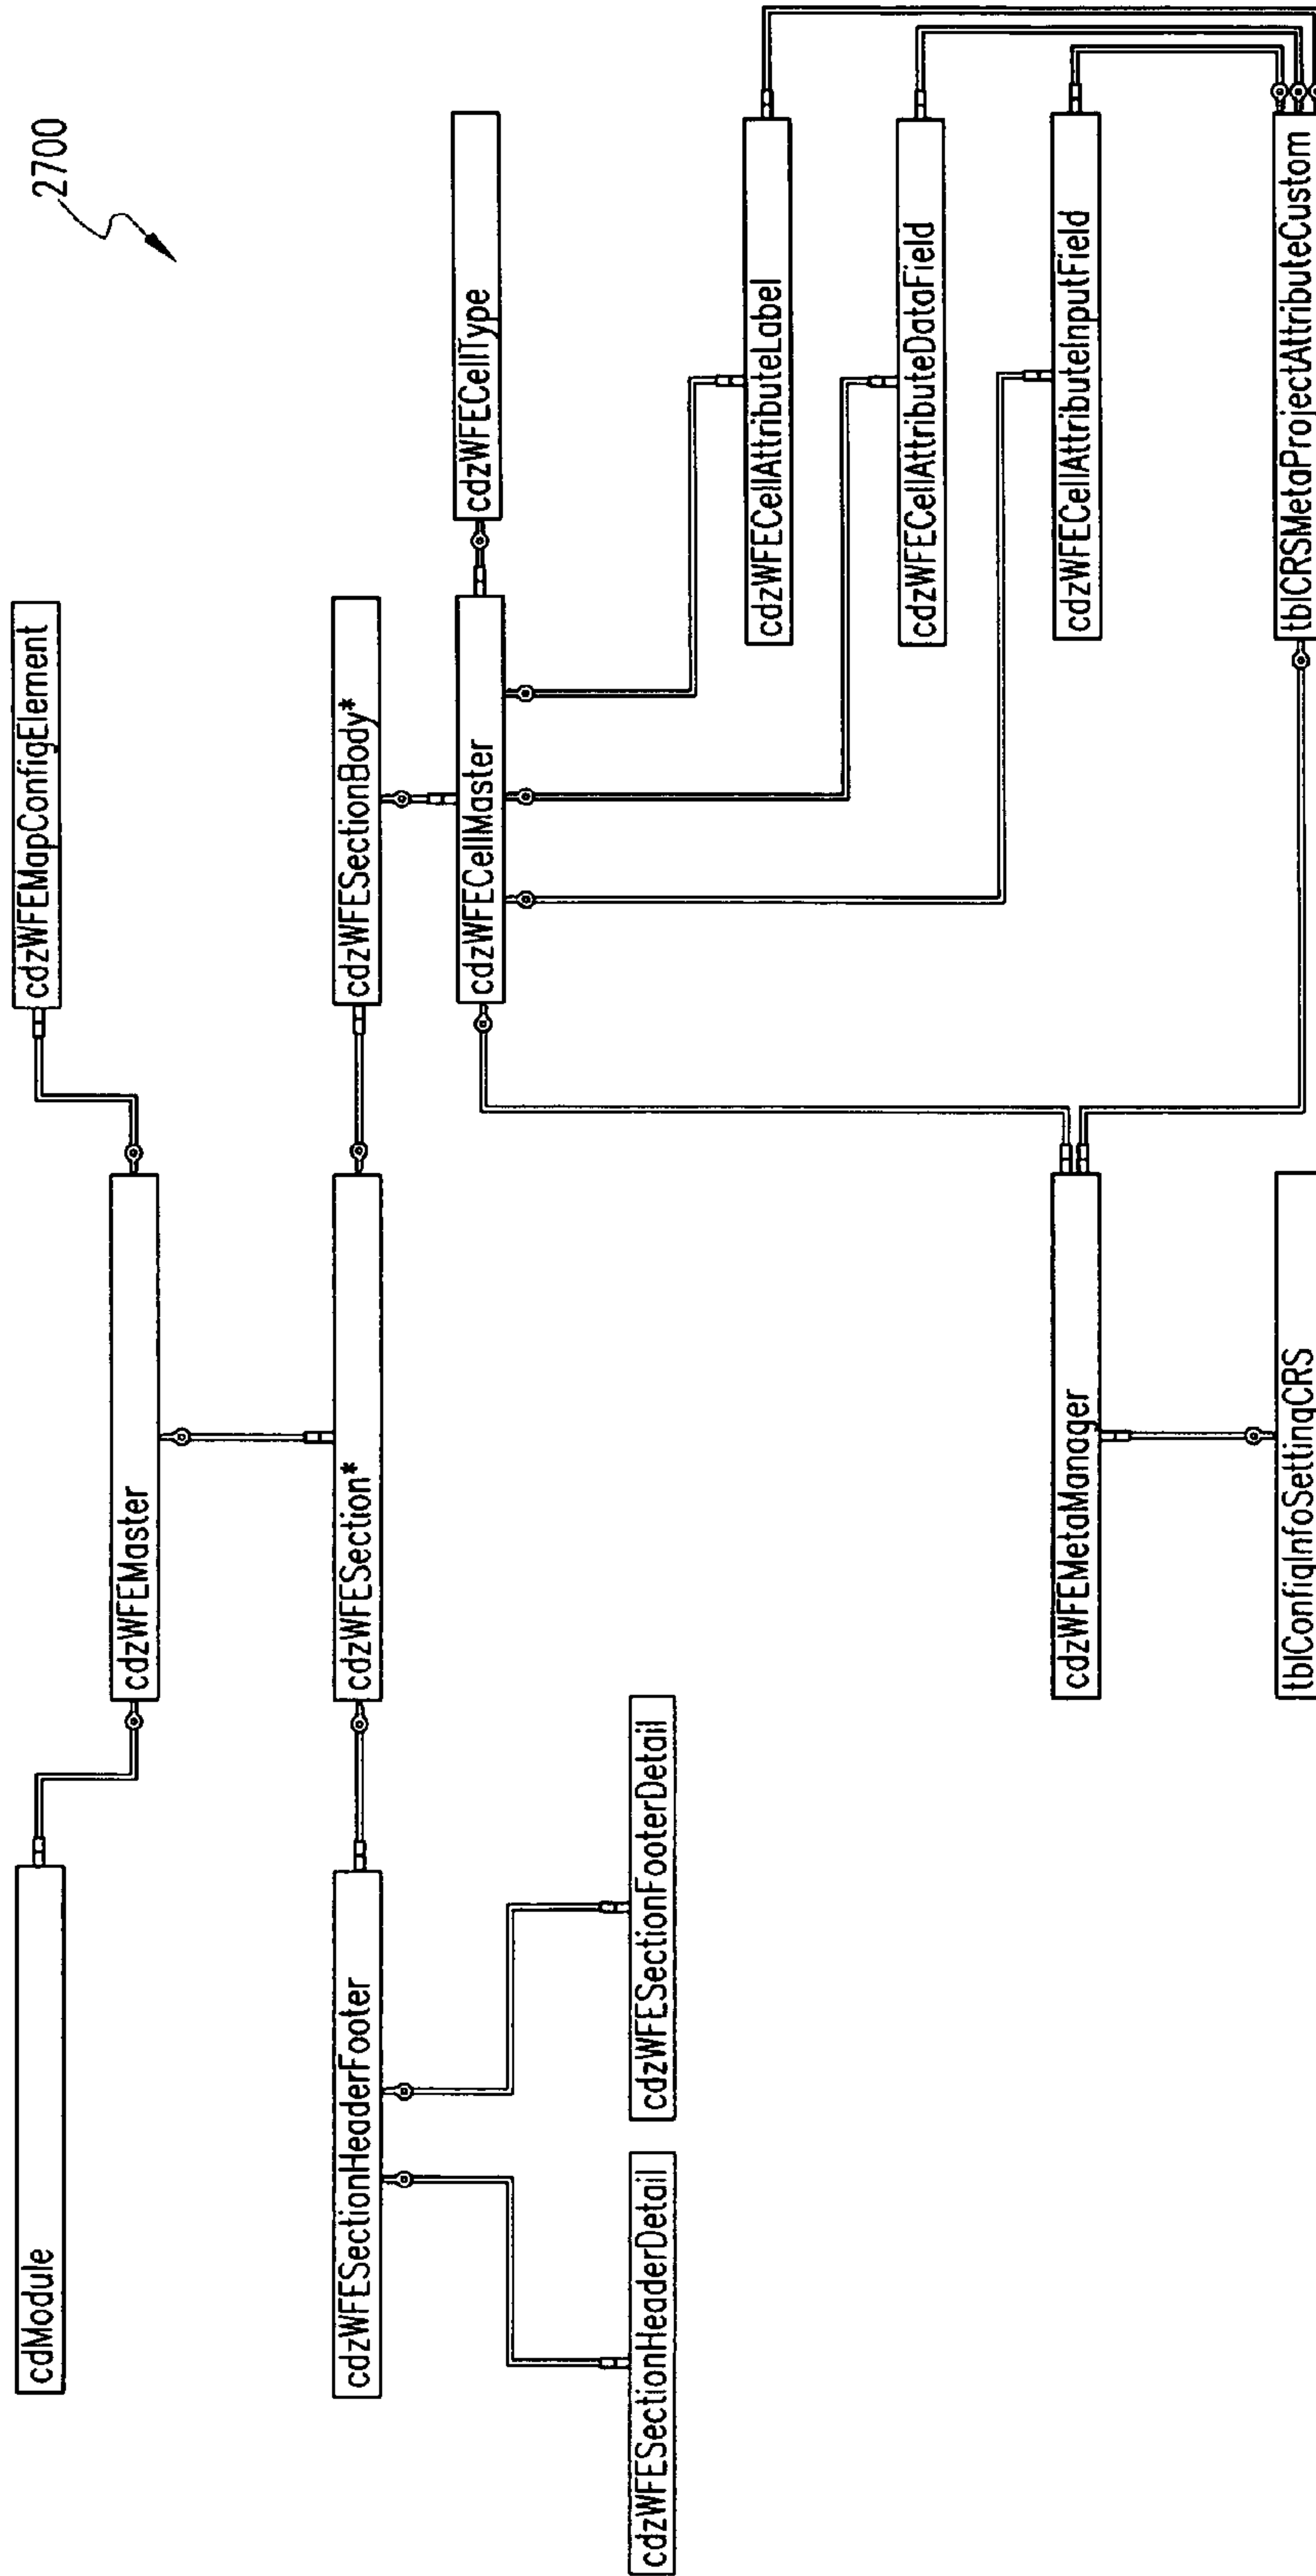 2700
cdModule
cdzWFEMaster
cdzWFEMapConfigElement
cdzWFESectionHeaderFooter
cdzWFESection*
cdzWFESectionBody*
cdzWFECellMaster
cdzWFECellType
cdzWFESectionHeaderDetail
cdzWFESectionFooterDetail
cdzWFECellAttributeLabel
cdzWFECellAttributeDataField
cdzWFEMetaManager
cdzWFECellAttributeInputField
tblConfigInfoSettingCRS
tblCRSMetaProjectAttributeCustom